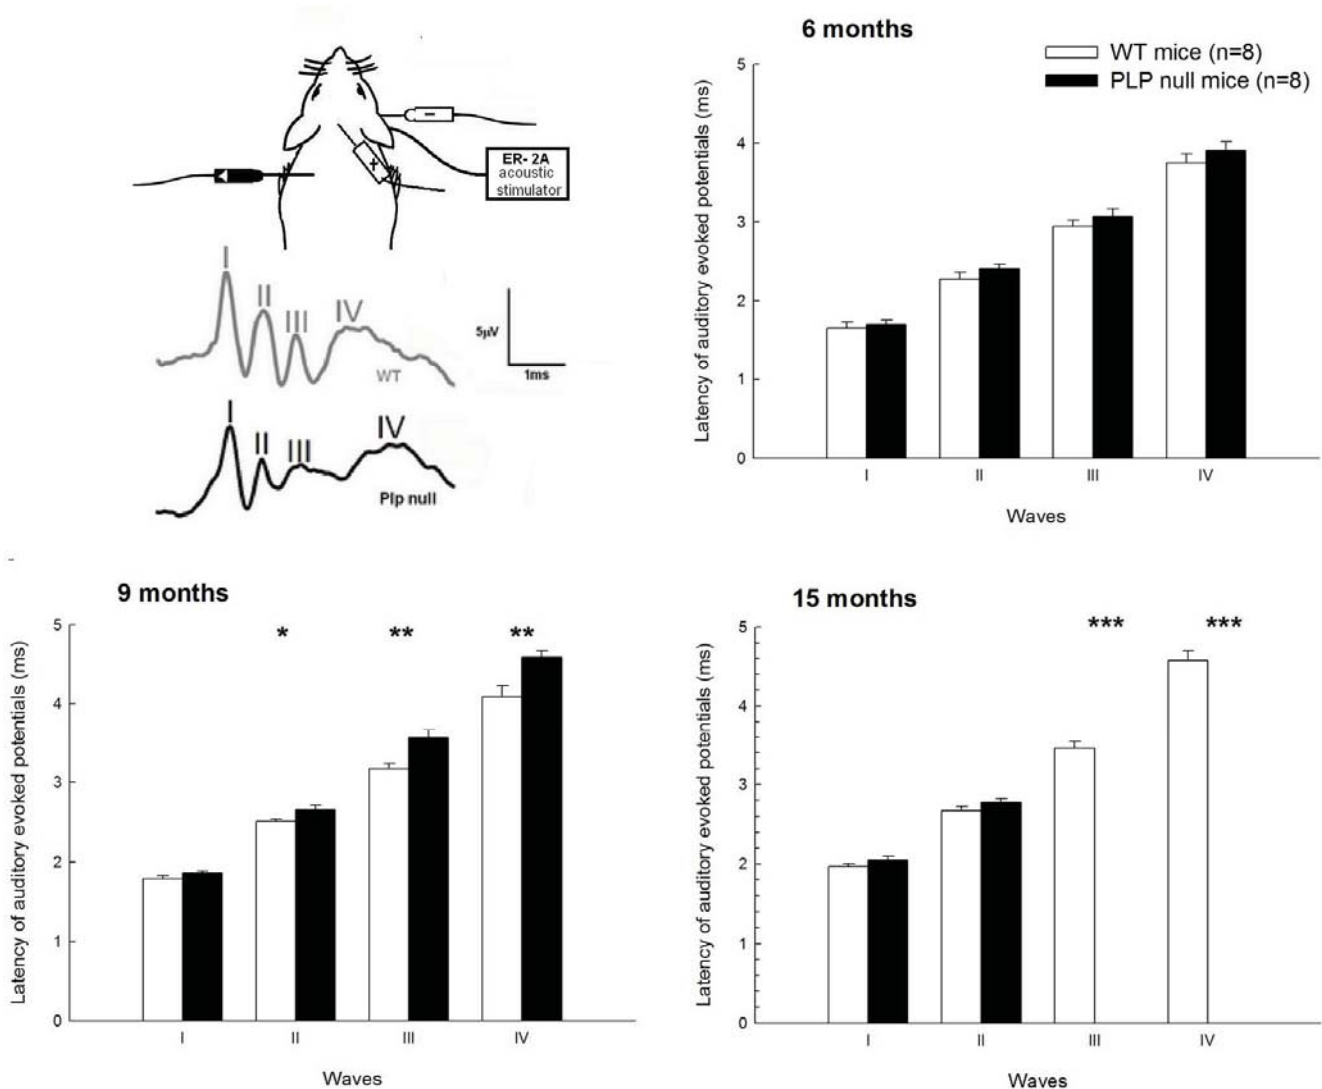 ER- 2A
acoustic
stimulator
−
+
I
II
III
IV
WT
5µV
1ms
I
II
III
IV
Plp null
6 months
WT mice (n=8)
PLP null mice (n=8)
Latency of auditory evoked potentials (ms)
5
4
3
2
1
0
I II III IV
Waves
9 months
* ** **
Latency of auditory evoked potentials (ms)
5
4
3
2
1
0
I II III IV
Waves
15 months
*** ***
Latency of auditory evoked potentials (ms)
5
4
3
2
1
0
I II III IV
Waves